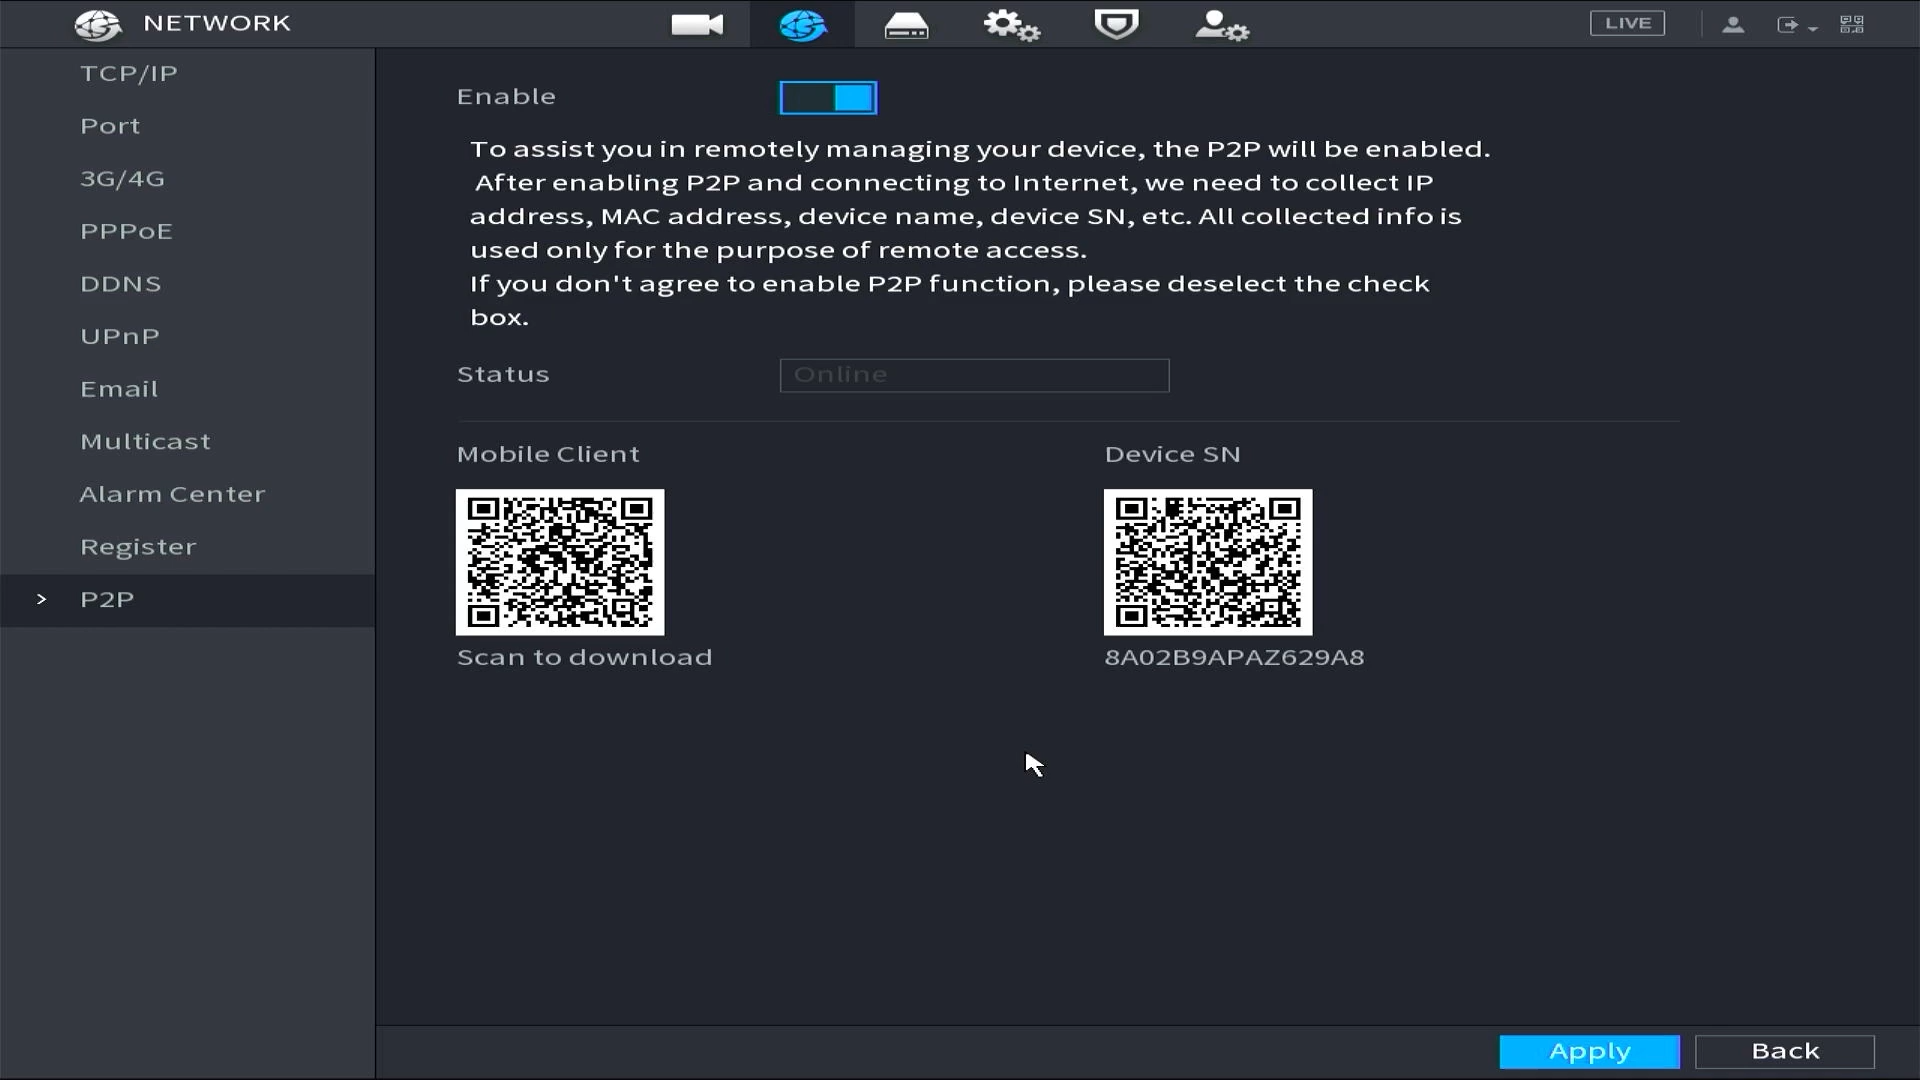 NETWORK
LIVE
TCP/IP
Port
3G/4G
PPPoE
DDNS
UPnP
Email
Multicast
Alarm Center
Register
> P2P
Enable
To assist you in remotely managing your device, the P2P will be enabled.
After enabling P2P and connecting to Internet, we need to collect IP
address, MAC address, device name, device SN, etc. All collected info is
used only for the purpose of remote access.
If you don't agree to enable P2P function, please deselect the check
box.
Status Online
Mobile Client
Scan to download
Device SN
8A02B9APAZ629A8
Apply
Back